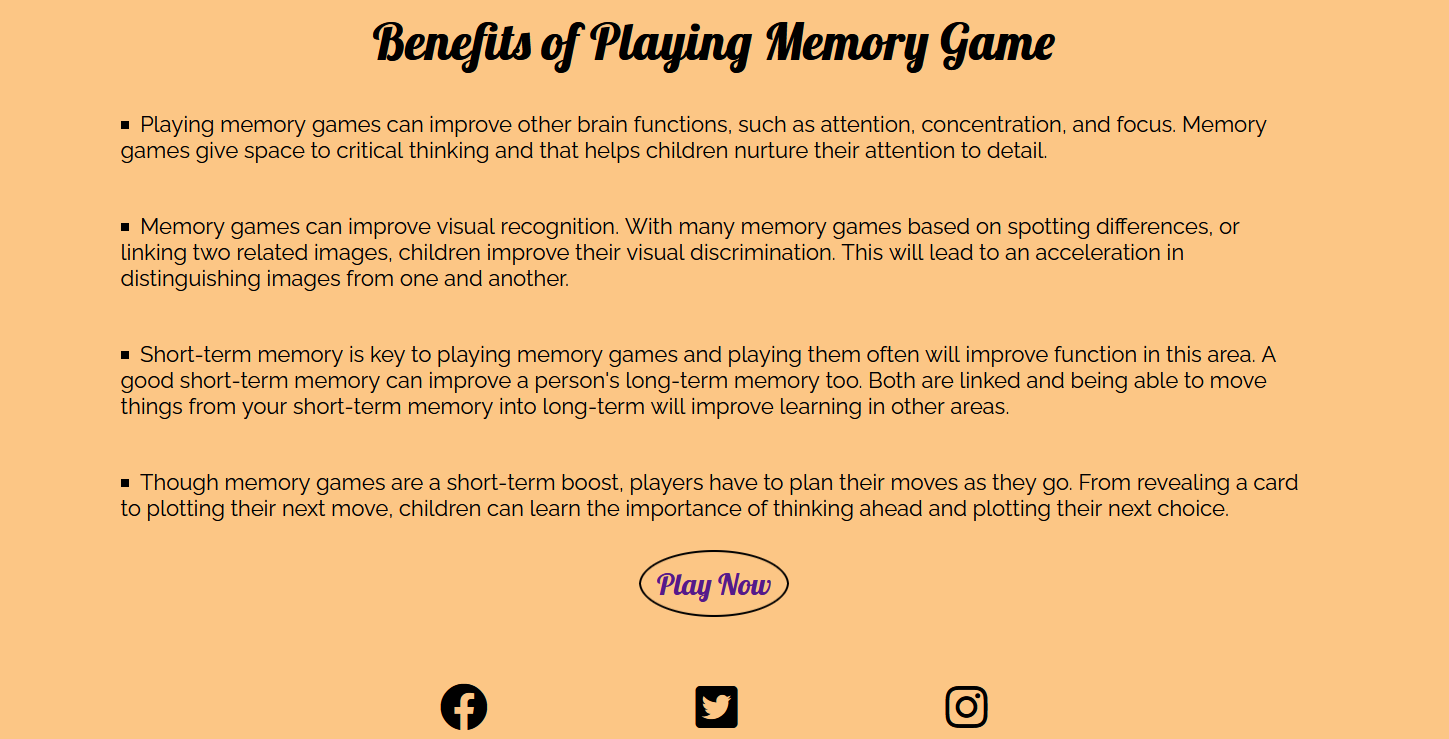 Benefits of Playing Memory Game
▪ Playing memory games can improve other brain functions, such as attention, concentration, and focus. Memory
games give space to critical thinking and that helps children nurture their attention to detail.
▪ Memory games can improve visual recognition. With many memory games based on spotting differences, or
linking two related images, children improve their visual discrimination. This will lead to an acceleration in
distinguishing images from one and another.
▪ Short-term memory is key to playing memory games and playing them often will improve function in this area. A
good short-term memory can improve a person's long-term memory too. Both are linked and being able to move
things from your short-term memory into long-term will improve learning in other areas.
▪ Though memory games are a short-term boost, players have to plan their moves as they go. From revealing a card
to plotting their next move, children can learn the importance of thinking ahead and plotting their next choice.
Play Now